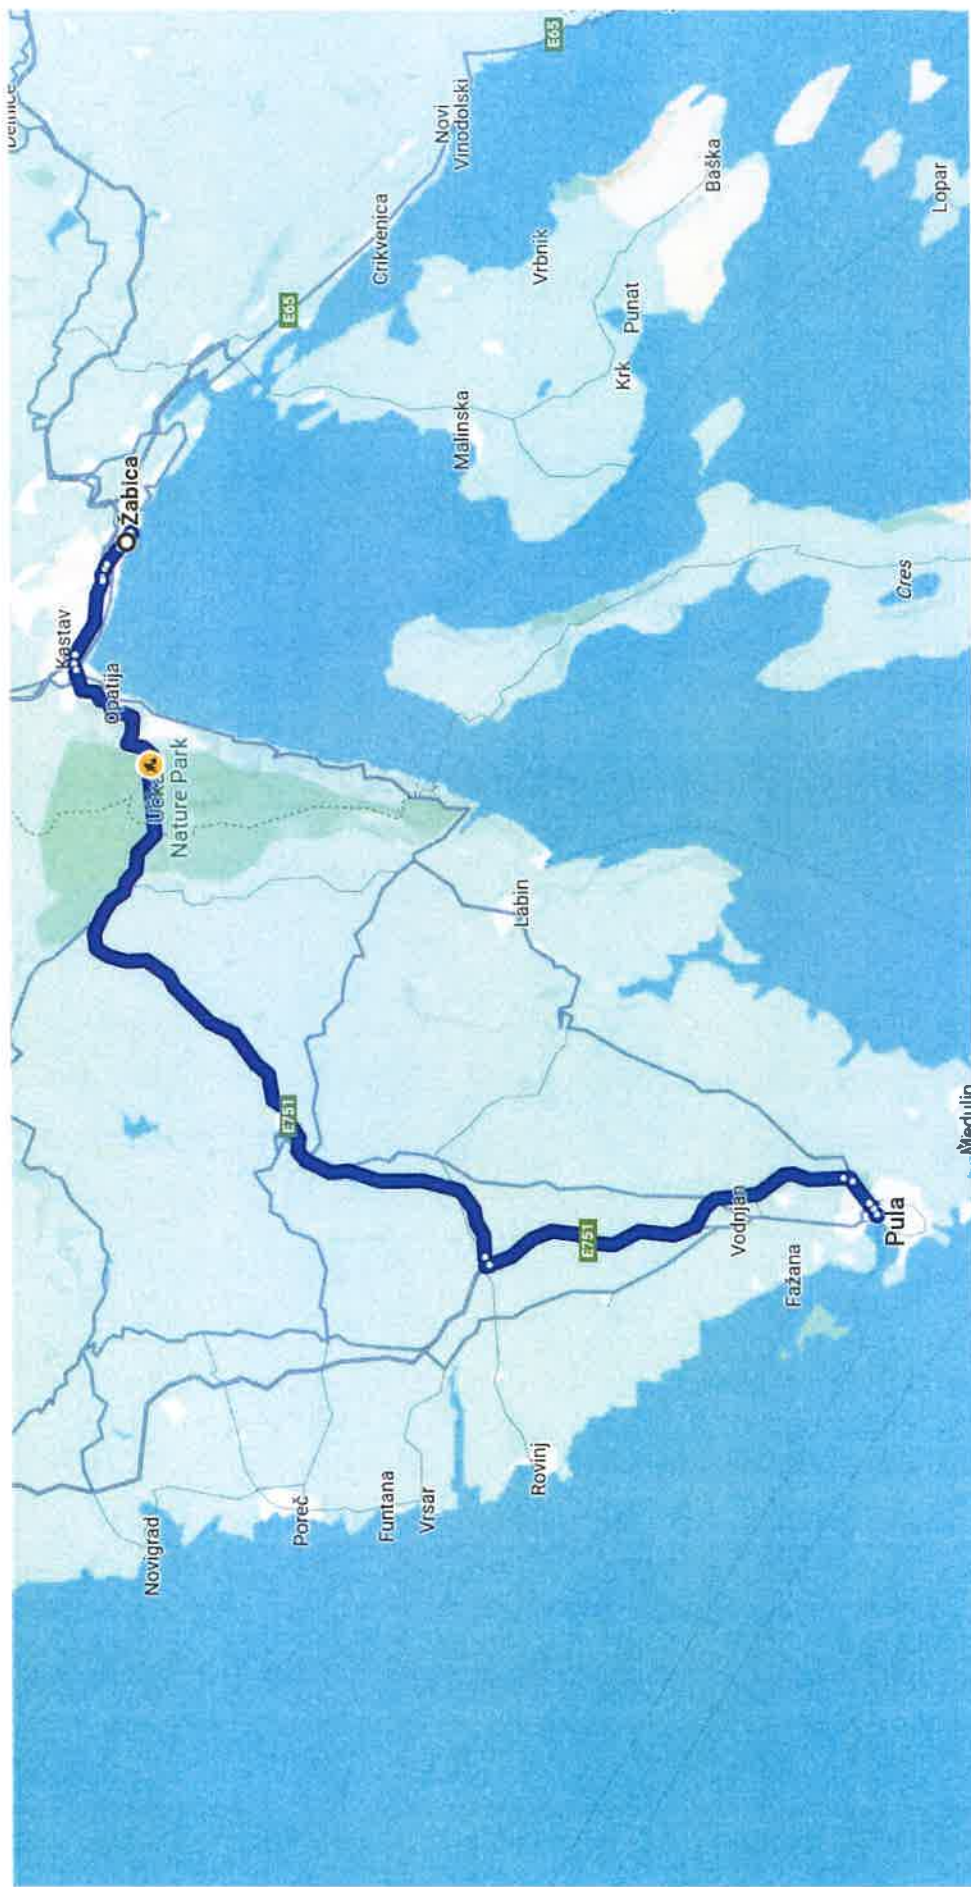 Kastav
Opatija
Žabica
Novigrad
Učka
Nature Park
E751
E65
Poreč
Crikvenica
Funtana
Vrsar
Novi
Vinodolski
Malinska
Labin
Rovinj
Vrbnik
E65
E751
Krk
Punat
Baška
Vodnjan
Fažana
Pula
Cres
Lopar
Medulin